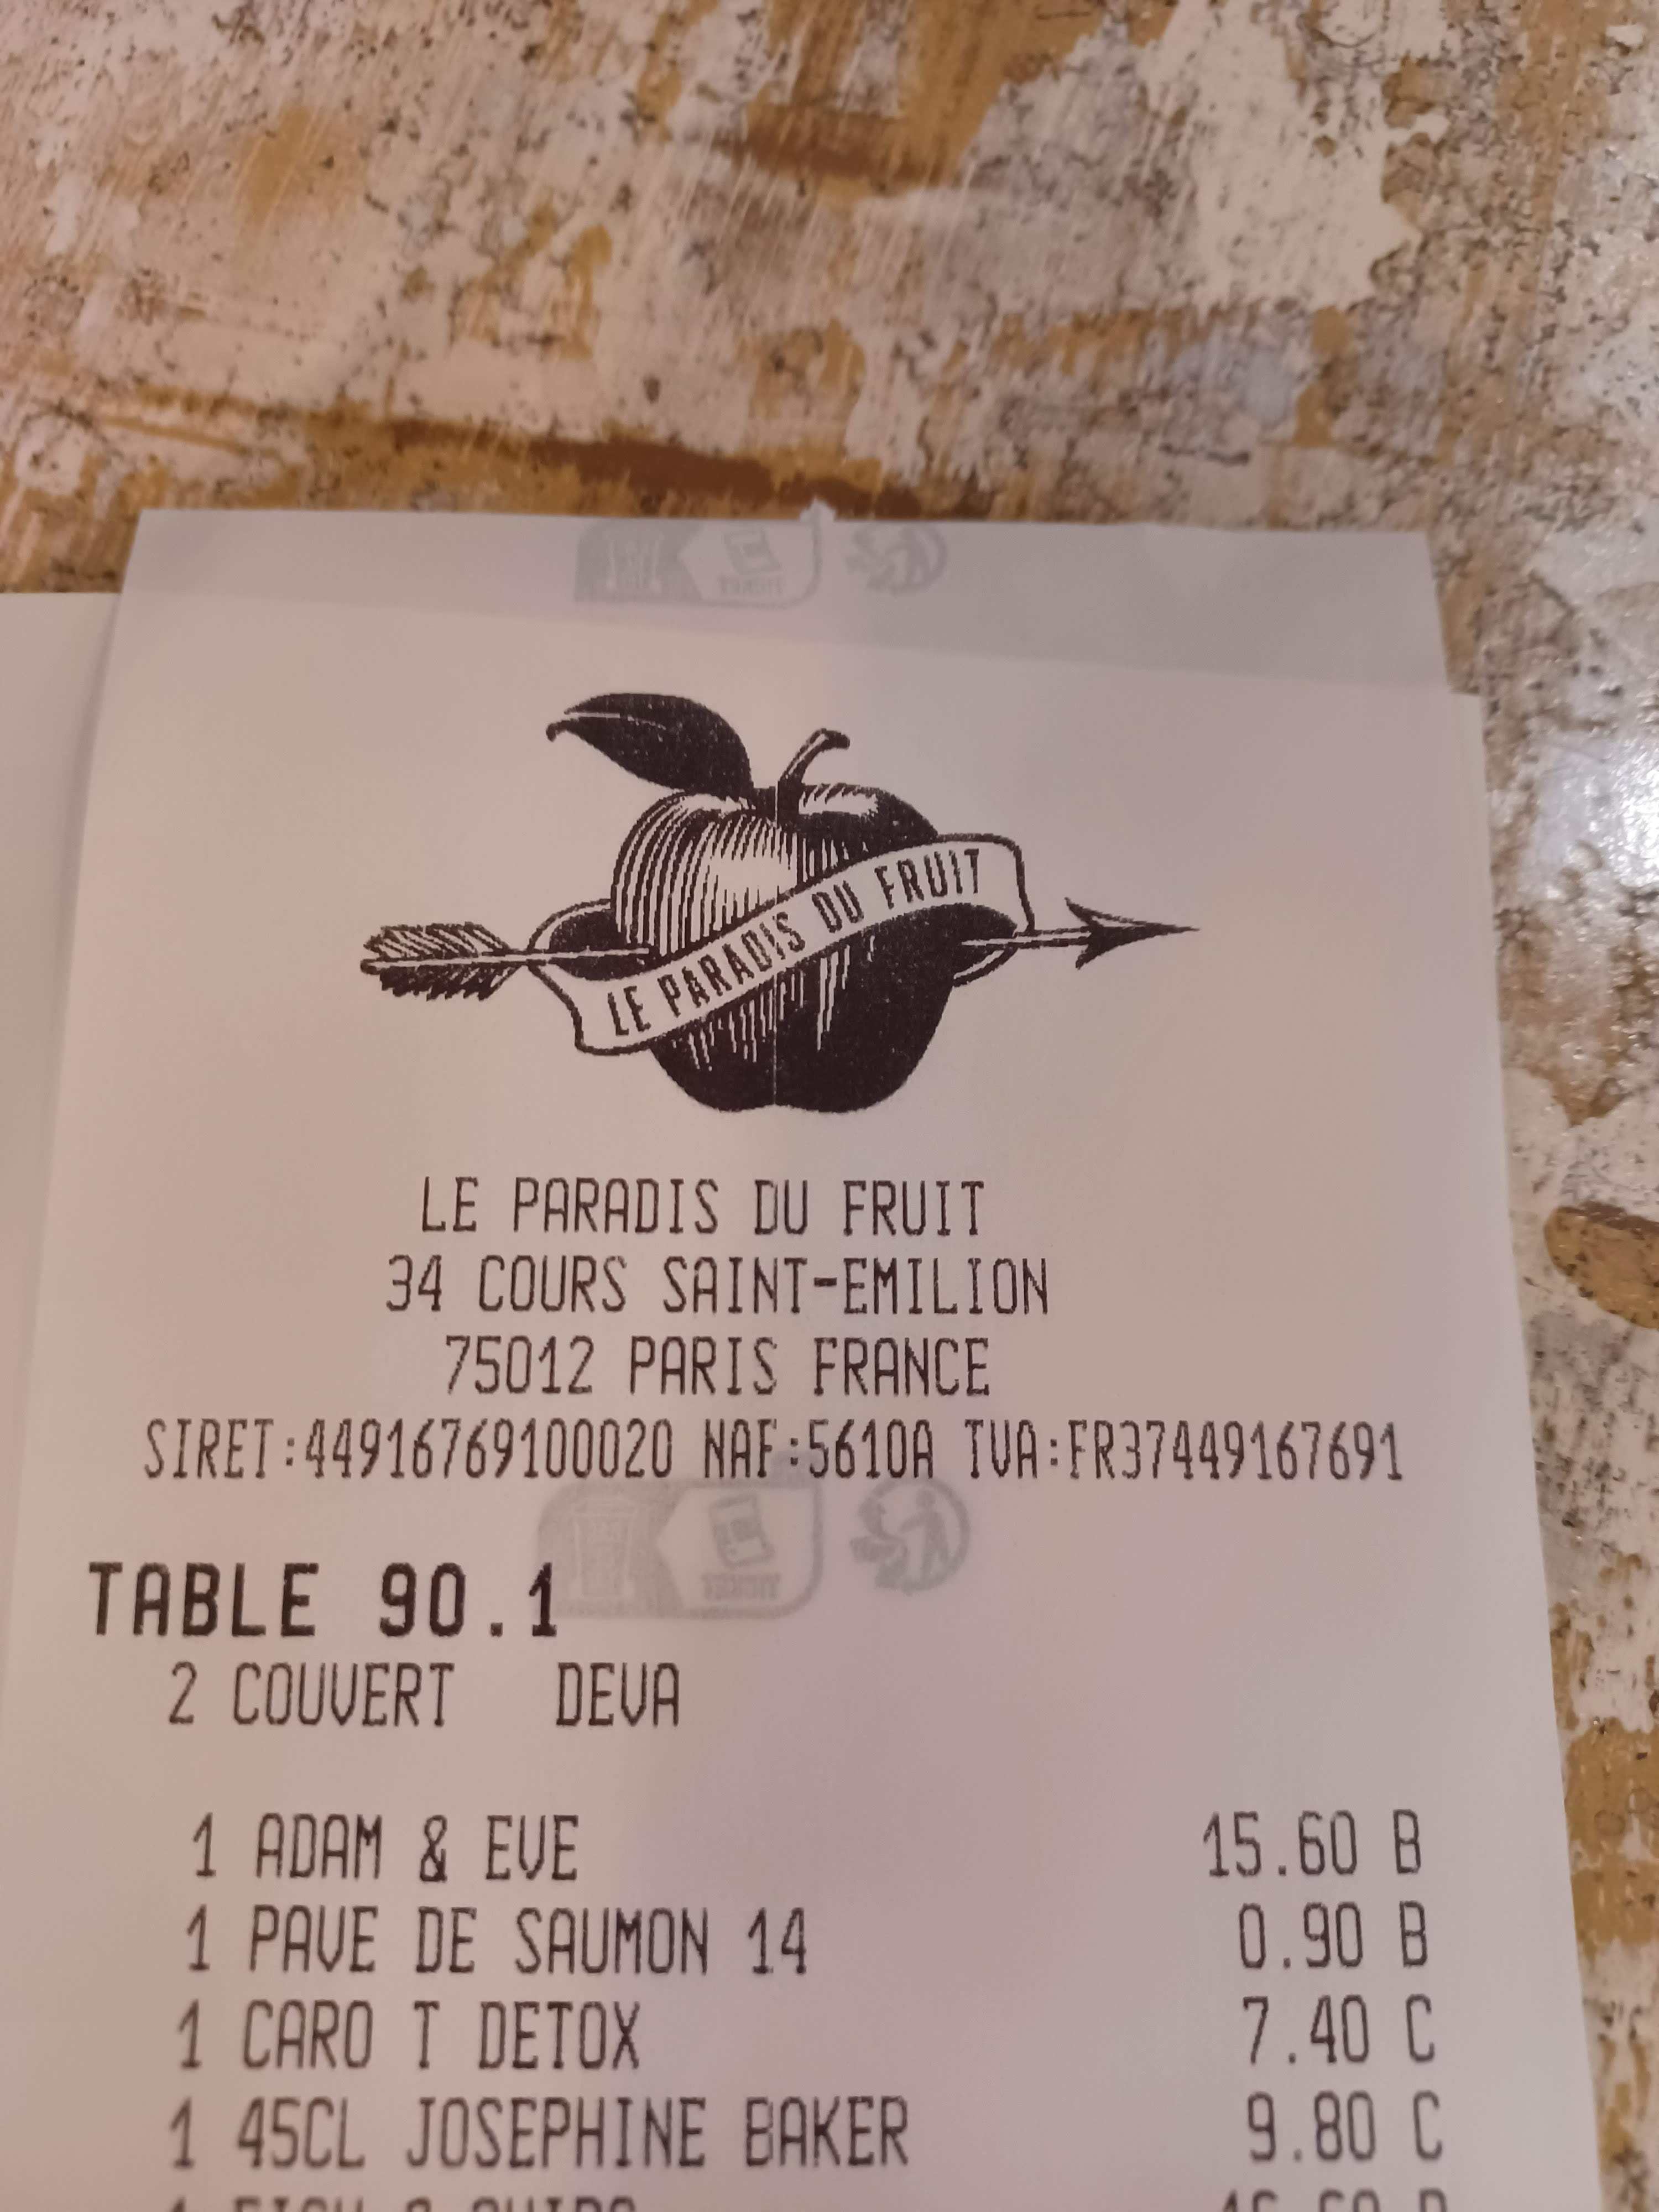 LE PARADIS DU FRUIT
LE PARADIS DU FRUIT
34 COURS SAINT-EMILION
75012 PARIS FRANCE
SIRET:44916769100020 NAF:5610A TVA:FR37449167691
TABLE 90.1
2 COUVERT DEVA
1 ADAM & EVE 15.60 B
1 PAVE DE SAUMON 14 0.90 B
1 CARO T DETOX 7.40 C
1 45CL JOSEPHINE BAKER 9.80 C